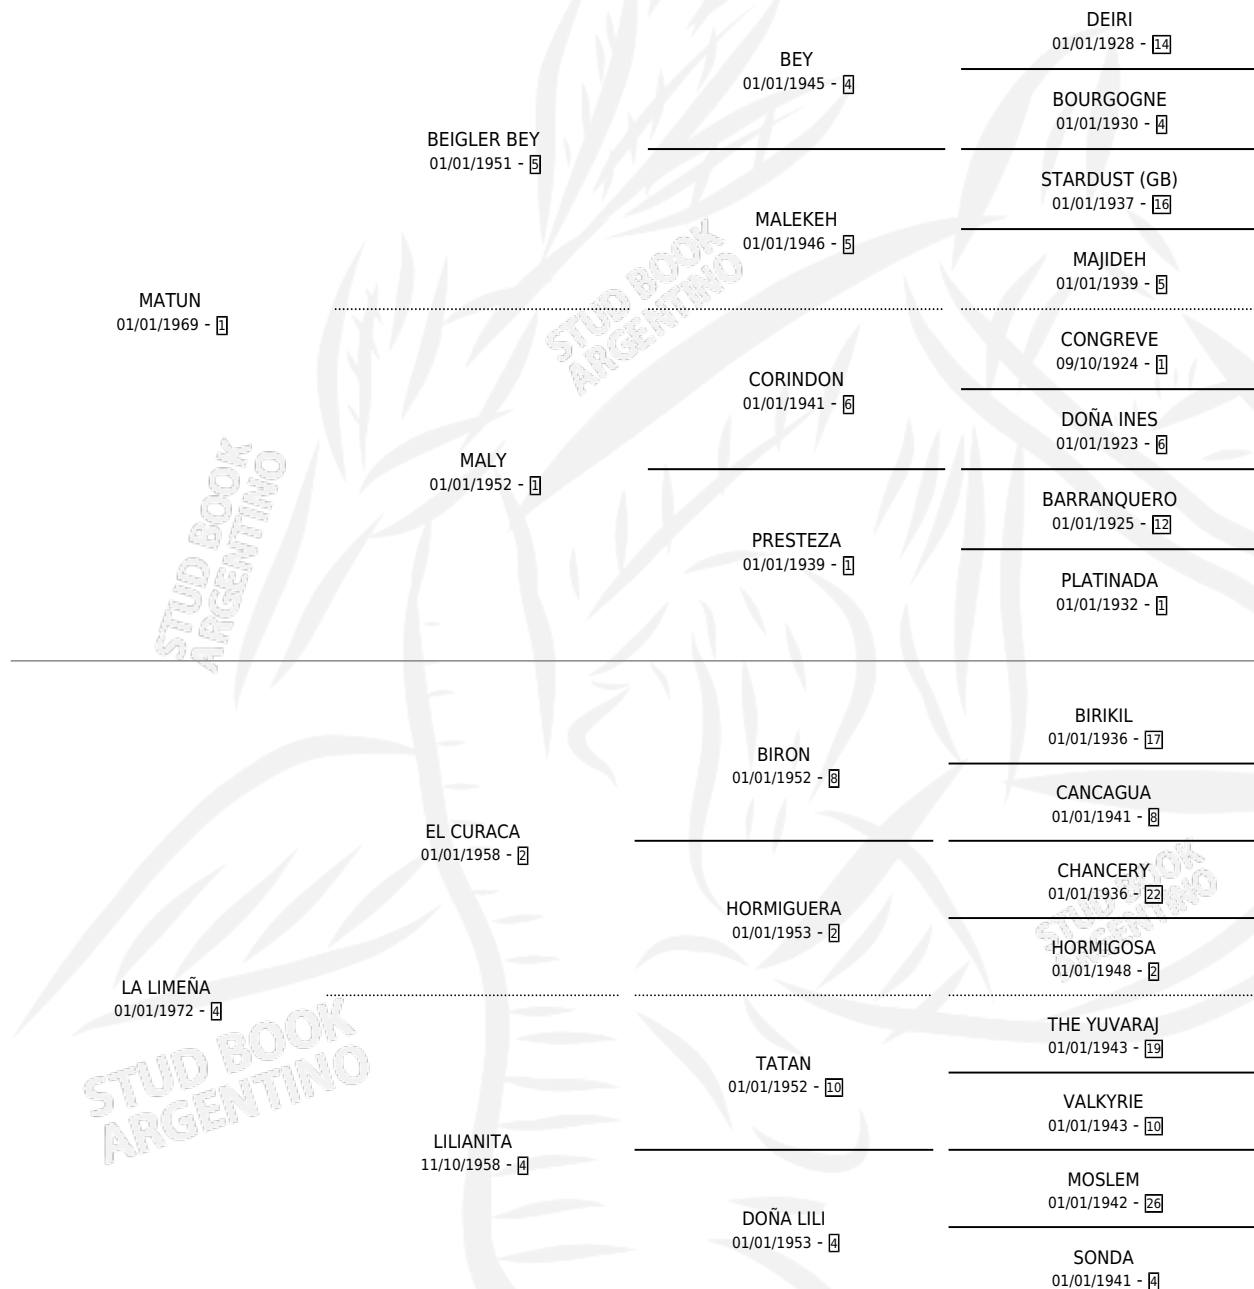 DEIRI
01/01/1928 - 14
BEY
01/01/1945 - 4
BOURGOGNE
01/01/1930 - 4
BEIGLER BEY
01/01/1951 - 5
STARDUST (GB)
01/01/1937 - 16
MALEKEH
01/01/1946 - 5
MAJIDEH
01/01/1939 - 5
MATUN
01/01/1969 - 1
CONGREVE
09/10/1924 - 1
CORINDON
01/01/1941 - 6
DOÑA INES
01/01/1923 - 6
MALY
01/01/1952 - 1
BARRANQUERO
01/01/1925 - 12
PRESTEZA
01/01/1939 - 1
PLATINADA
01/01/1932 - 1
BIRIKIL
01/01/1936 - 17
BIRON
01/01/1952 - 8
CANCAGUA
01/01/1941 - 8
EL CURACA
01/01/1958 - 2
CHANCERY
01/01/1936 - 22
HORMIGUERA
01/01/1953 - 2
HORMIGOSA
01/01/1948 - 2
LA LIMEÑA
01/01/1972 - 4
THE YUVARAJ
01/01/1943 - 19
TATAN
01/01/1952 - 10
VALKYRIE
01/01/1943 - 10
LILIANITA
11/10/1958 - 4
MOSLEM
01/01/1942 - 26
DOÑA LILI
01/01/1953 - 4
SONDA
01/01/1941 - 4
STUD BOOK
ARGENTINO
STUD BOOK
ARGENTINO
STUD BOOK
ARGENTINO
STUD BOOK
ARGENTINO